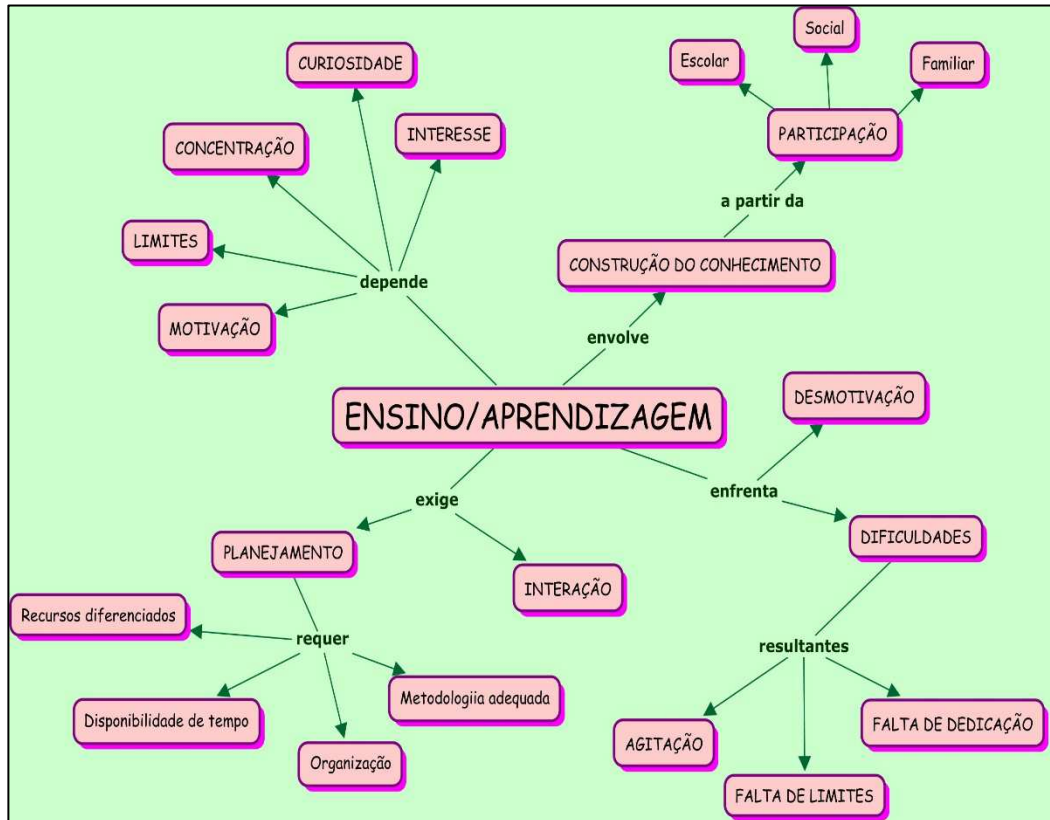 Social
Escolar
Familiar
CURIOSIDADE
INTERESSE
CONCENTRAÇÃO
PARTICIPAÇÃO
a partir da
LIMITES
CONSTRUÇÃO DO CONHECIMENTO
depende
MOTIVAÇÃO
envolve
ENSINO/APRENDIZAGEM
DESMOTIVAÇÃO
exige
enfrenta
PLANEJAMENTO
DIFICULDADES
INTERAÇÃO
Recursos diferenciados
requer
resultantes
Metodologiia adequada
Disponibilidade de tempo
FALTA DE DEDICAÇÃO
AGITAÇÃO
Organização
FALTA DE LIMITES